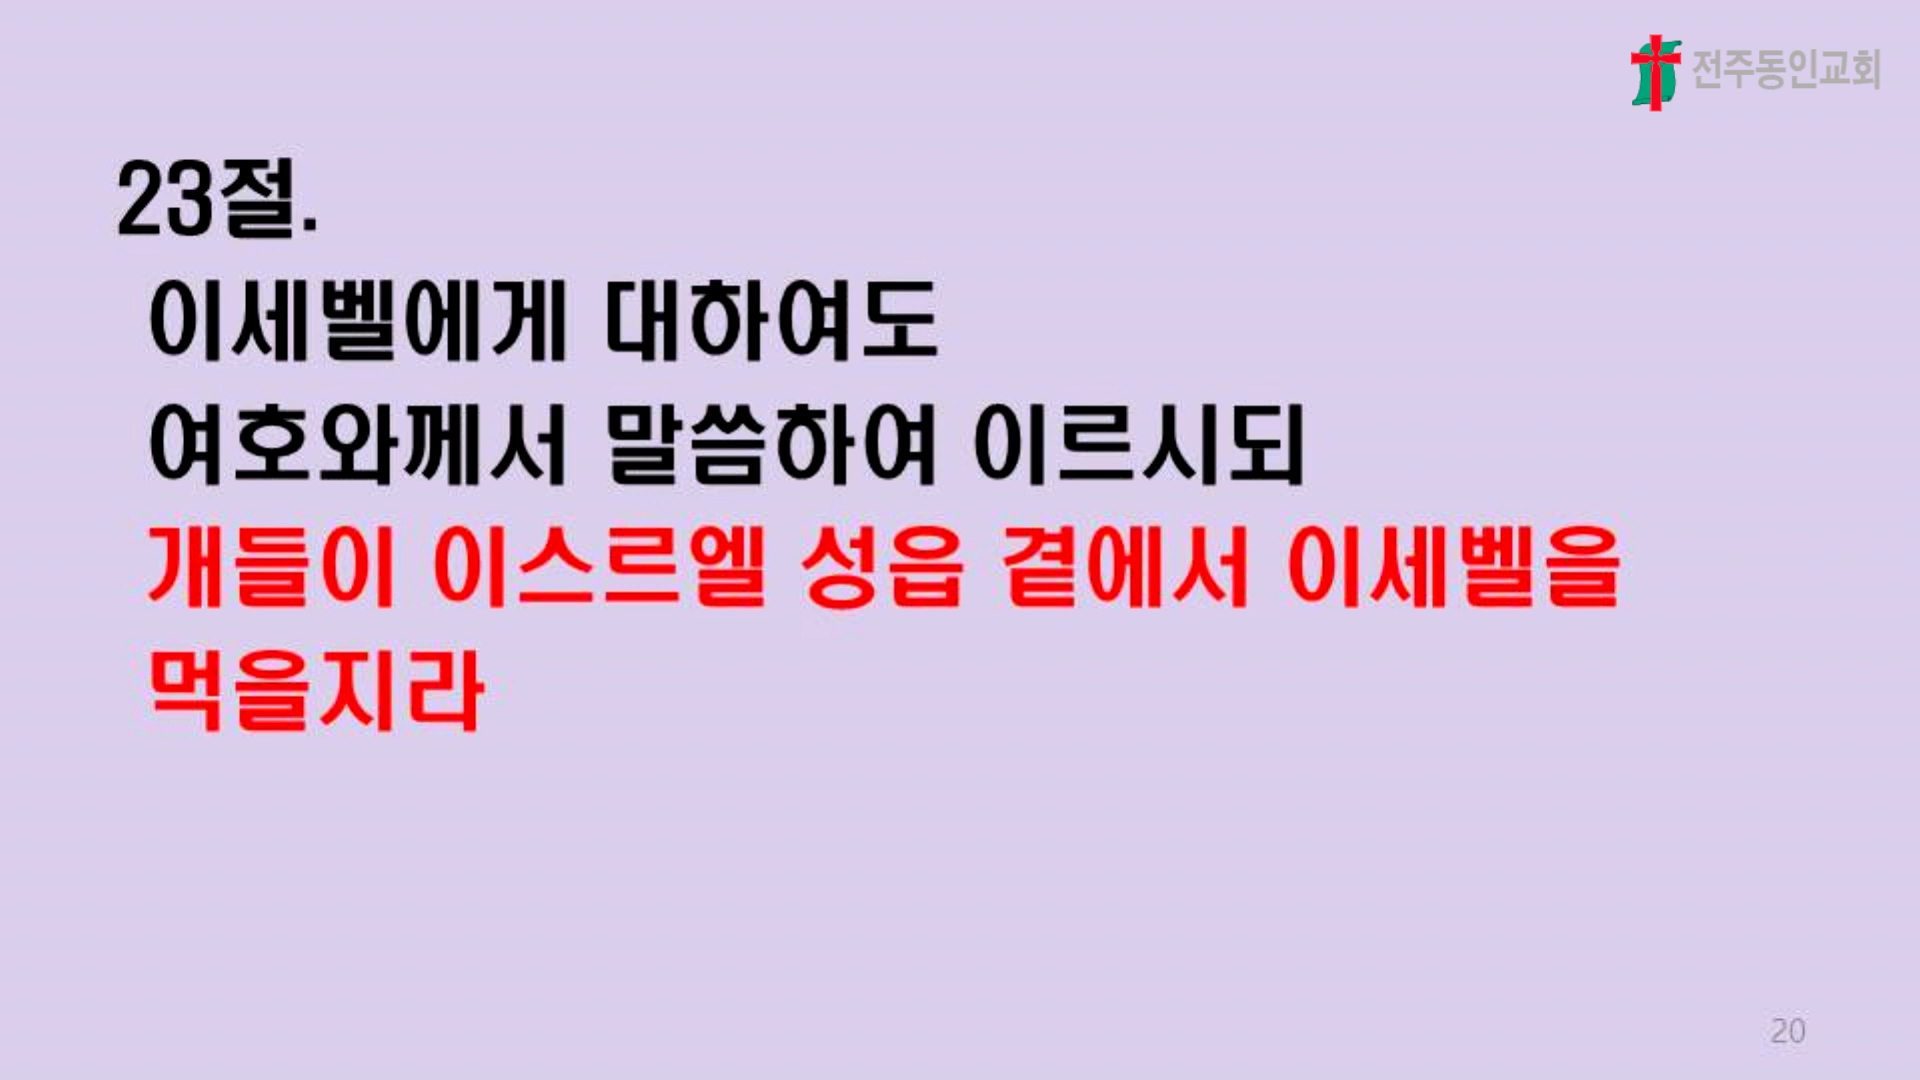 전주동인교회
23절.
이세벨에게 대하여도
여호와께서 말씀하여 이르시되
개들이 이스르엘 성읍 곁에서 이세벨을
먹을지라
20